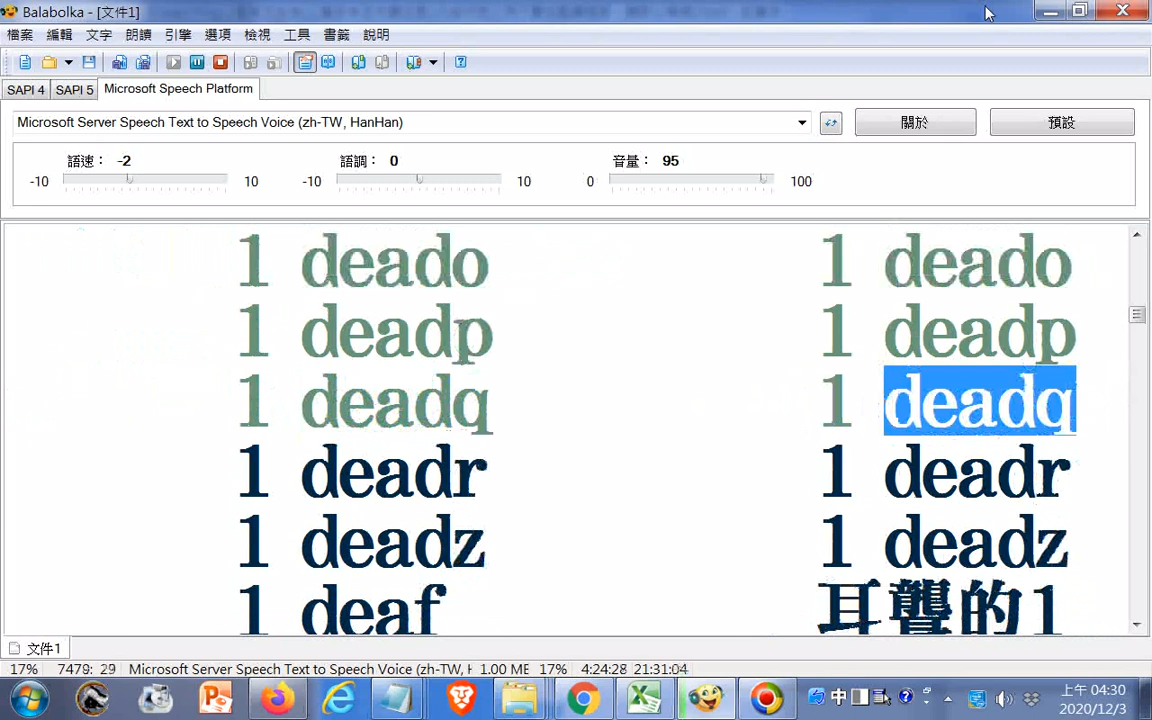 Balabolka - [文件1]
檔案 編輯 文字 朗讀 引擎 選項 檢視 工具 書籤 說明
SAPI 4 SAPI 5 Microsoft Speech Platform
Microsoft Server Speech Text to Speech Voice (zh-TW, HanHan) 關於 預設
語速： -2 語調： 0 音量： 95
-10 10 -10 10 0 100
1 deado 1 deado
1 deadp 1 deadp
1 deadq 1 deadq
1 deadr 1 deadr
1 deadz 1 deadz
1 deaf 耳聾的1
文件1
17% 7479: 29 Microsoft Server Speech Text to Speech Voice (zh-TW, 1.00 ME 17% 4:24:28 21:31:04
中 上午 04:30
2020/12/3